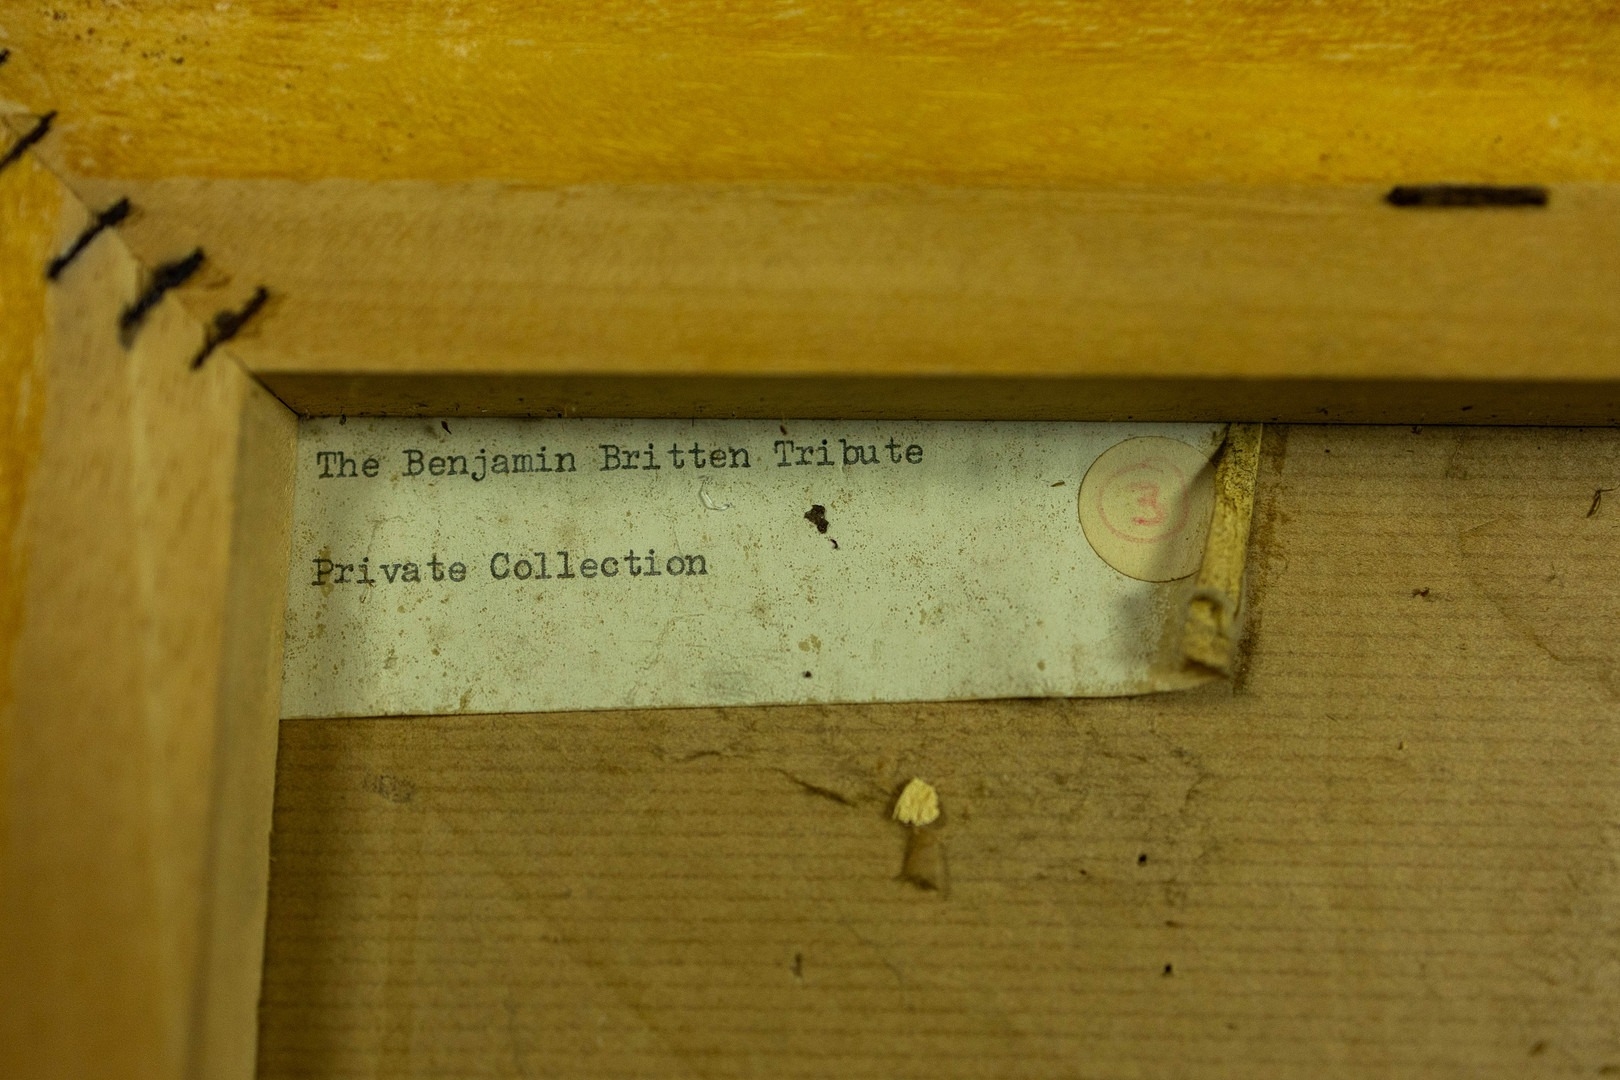 The Benjamin Britten Tribute
3
Private Collection